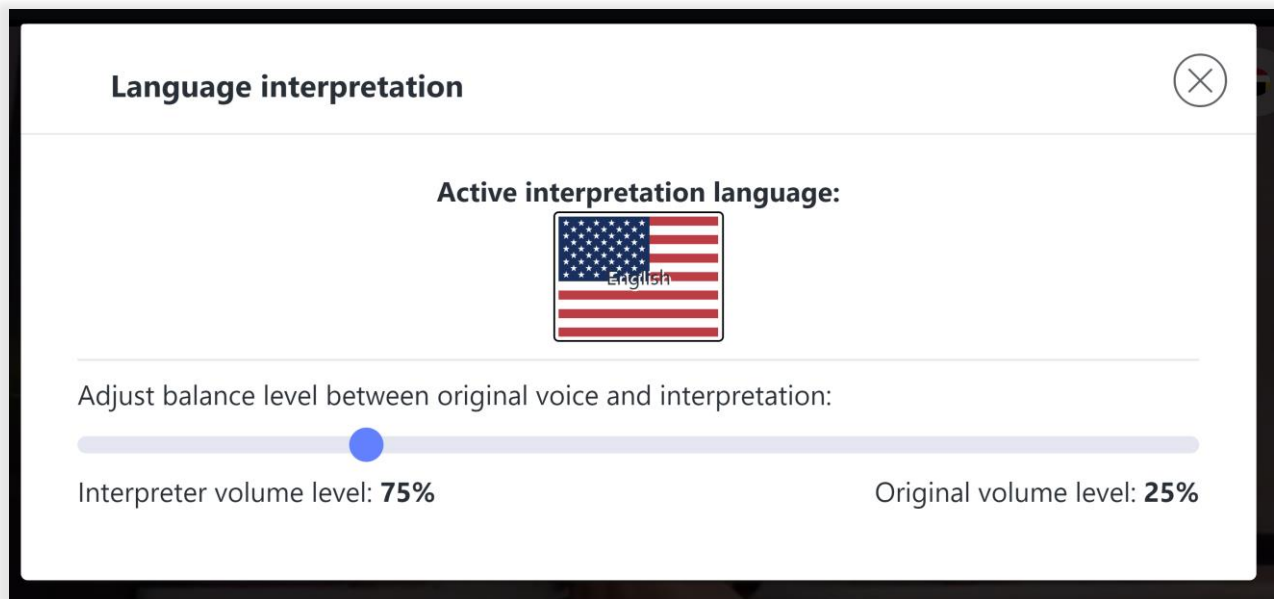 Language interpretation
Active interpretation language:
English
Adjust balance level between original voice and interpretation:
Interpreter volume level: 75%
Original volume level: 25%